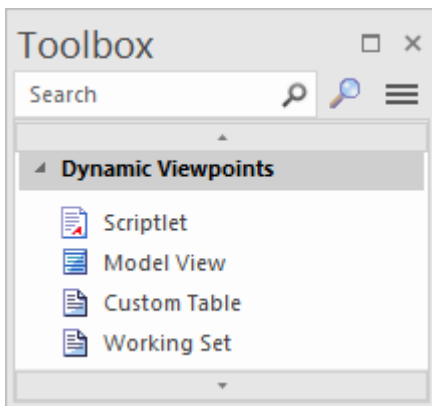 Toolbox
Search
Dynamic Viewpoints
Scriptlet
Model View
Custom Table
Working Set